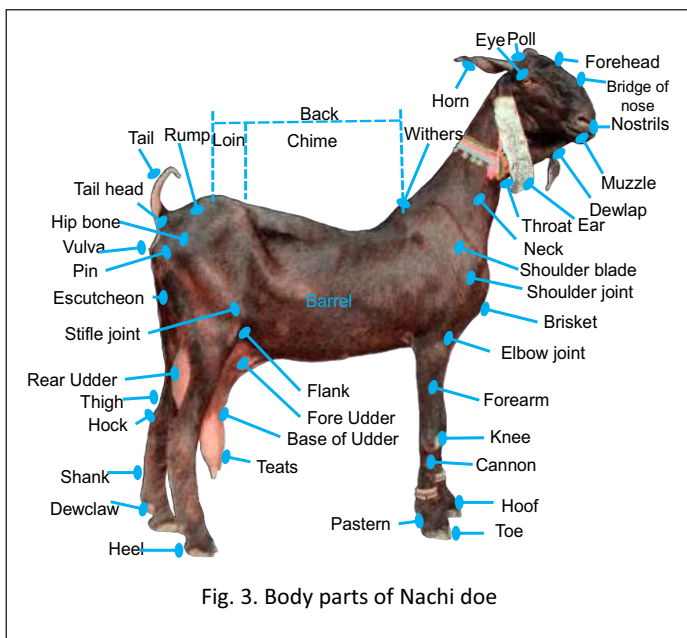 Eye
Poll
Forehead
Bridge of
nose
Horn
Nostrils
Back
Tail
Rump
Loin
Chime
Withers
Muzzle
Tail head
Dewlap
Throat
Ear
Hip bone
Neck
Vulva
Pin
Shoulder blade
Shoulder joint
Escutcheon
Barrel
Brisket
Stifle joint
Elbow joint
Rear Udder
Flank
Thigh
Forearm
Fore Udder
Hock
Base of Udder
Knee
Teats
Cannon
Shank
Dewclaw
Hoof
Pastern
Toe
Heel
Fig. 3. Body parts of Nachi doe